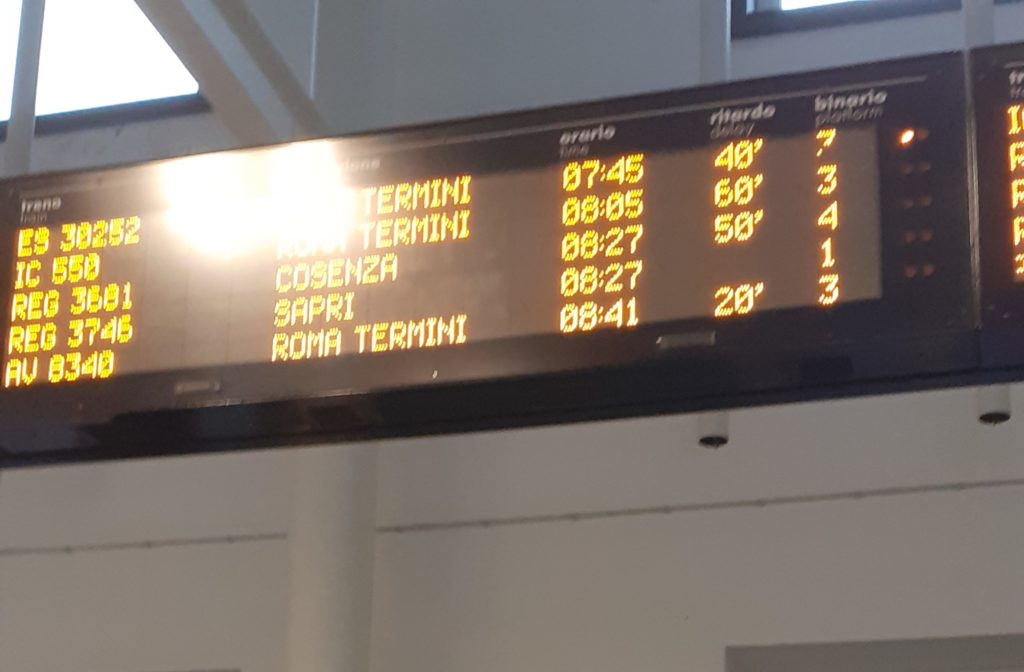 treno orario ritardo binario
train time delay platform
ES 30252 TERMINI 07:45 40' 7
IC 550 ROMA TERMINI 08:05 60' 3
REG 3681 COSENZA 08:27 50' 4
REG 3746 SAPRI 08:27 1
AV 8340 ROMA TERMINI 08:41 20' 3